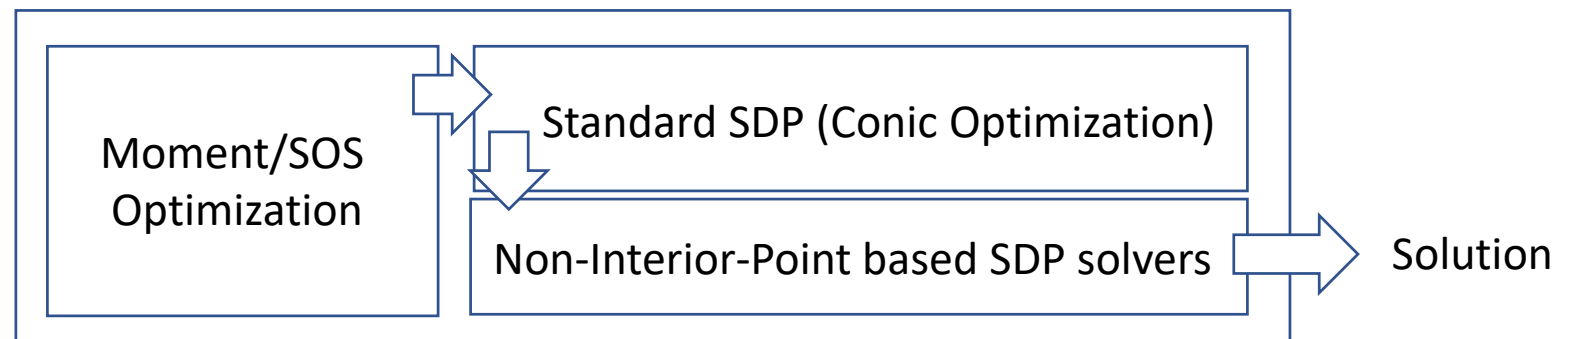 Moment/SOS
Optimization
Standard SDP (Conic Optimization)
Non-Interior-Point based SDP solvers
Solution